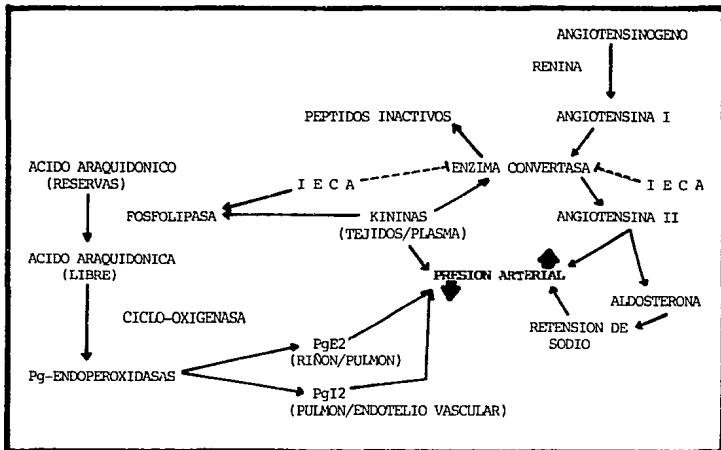 ANGIOTENSINOGENO
RENINA
PEPTIDOS INACTIVOS
ANGIOTENSINA I
ACIDO ARAQUIDONICO
(RESERVAS)
ENZIMA CONVERTASA
I E C A
I E C A
FOSFOLIPASA
KININAS
(TEJIDOS/PLASMA)
ANGIOTENSINA II
ACIDO ARAQUIDONICA
(LIBRE)
PRESION ARTERIAL
ALDOSTERONA
CICLO-OXIGENASA
RETENSION DE
SODIO
PgE2
(RIÑON/PULMON)
Pg-ENDOPEROXIDASAS
PgI2
(PULMON/ENDOTELIO VASCULAR)